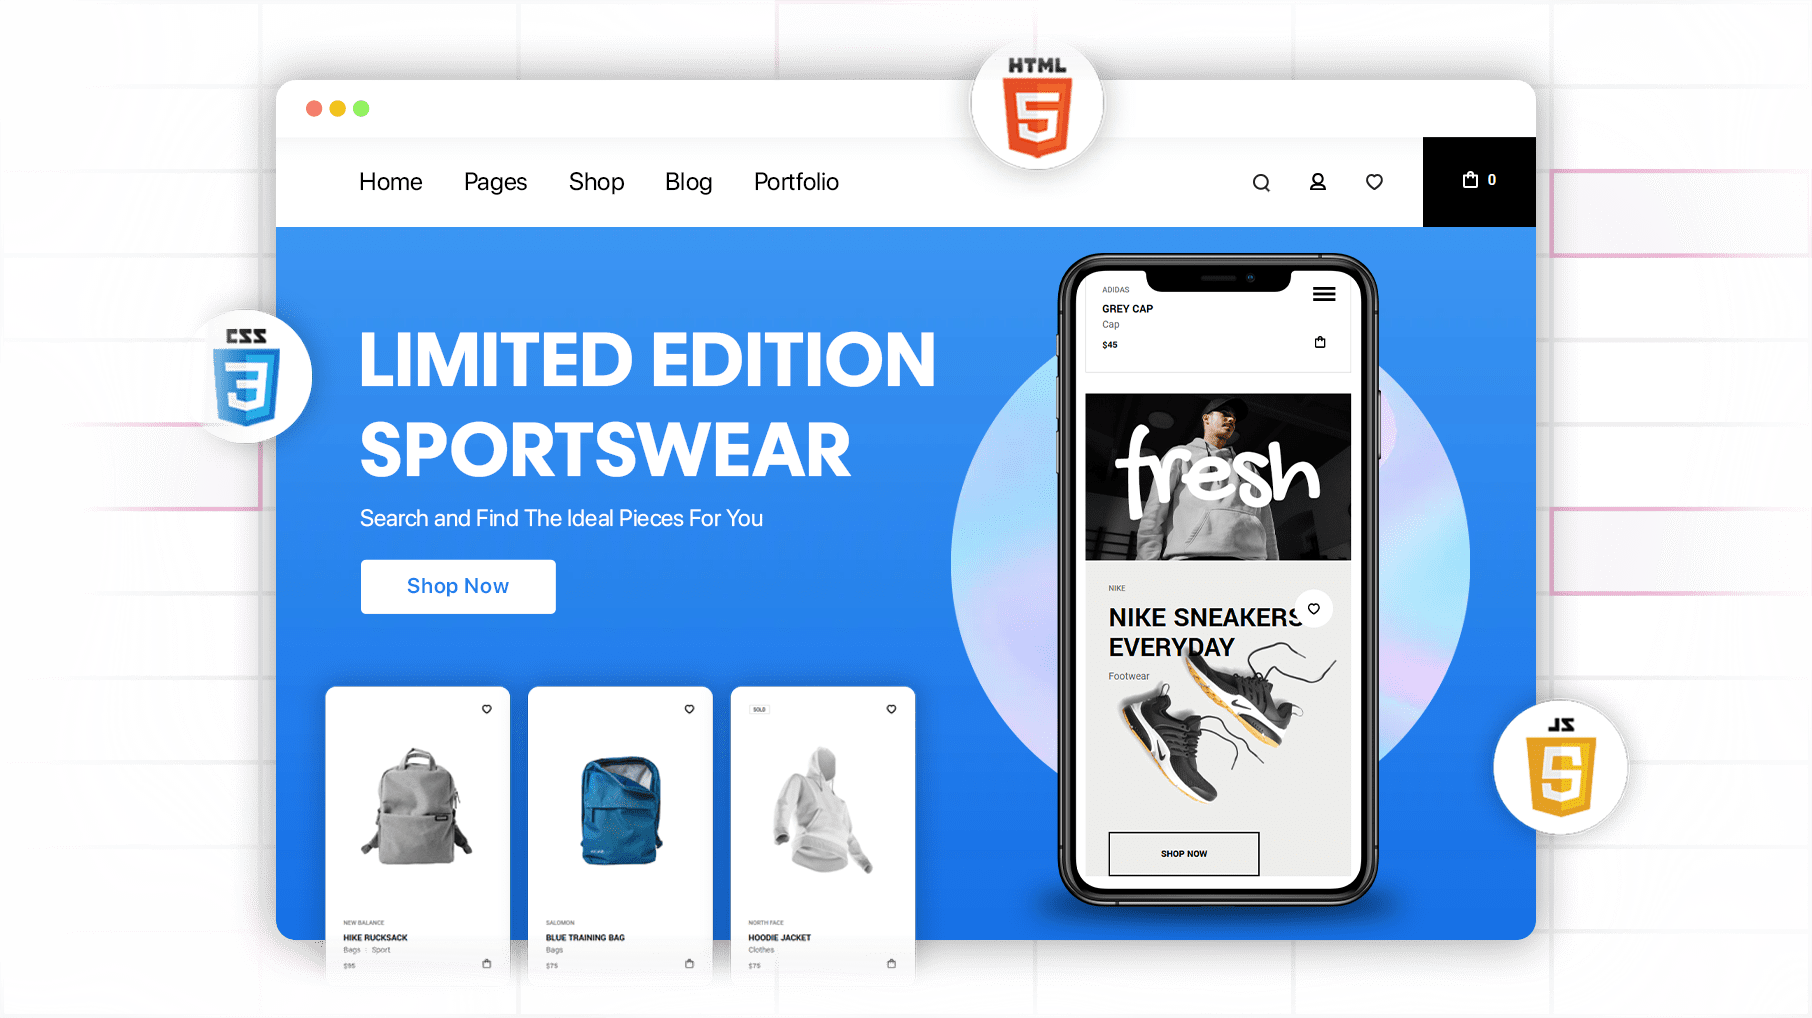 HTML
5
Home Pages Shop Blog Portfolio
0
CSS
3
LIMITED EDITION
SPORTSWEAR
Search and Find The Ideal Pieces For You
Shop Now
ADIDAS
GREY CAP
Cap
$45
fresh
NIKE
NIKE SNEAKERS
EVERYDAY
Footwear
SHOP NOW
JS
NEW BALANCE
HIKE RUCKSACK
Bags | Sport
$95
SALOMON
BLUE TRAINING BAG
Bags
$75
SOLD
NORTH FACE
HOODIE JACKET
Clothes
$75